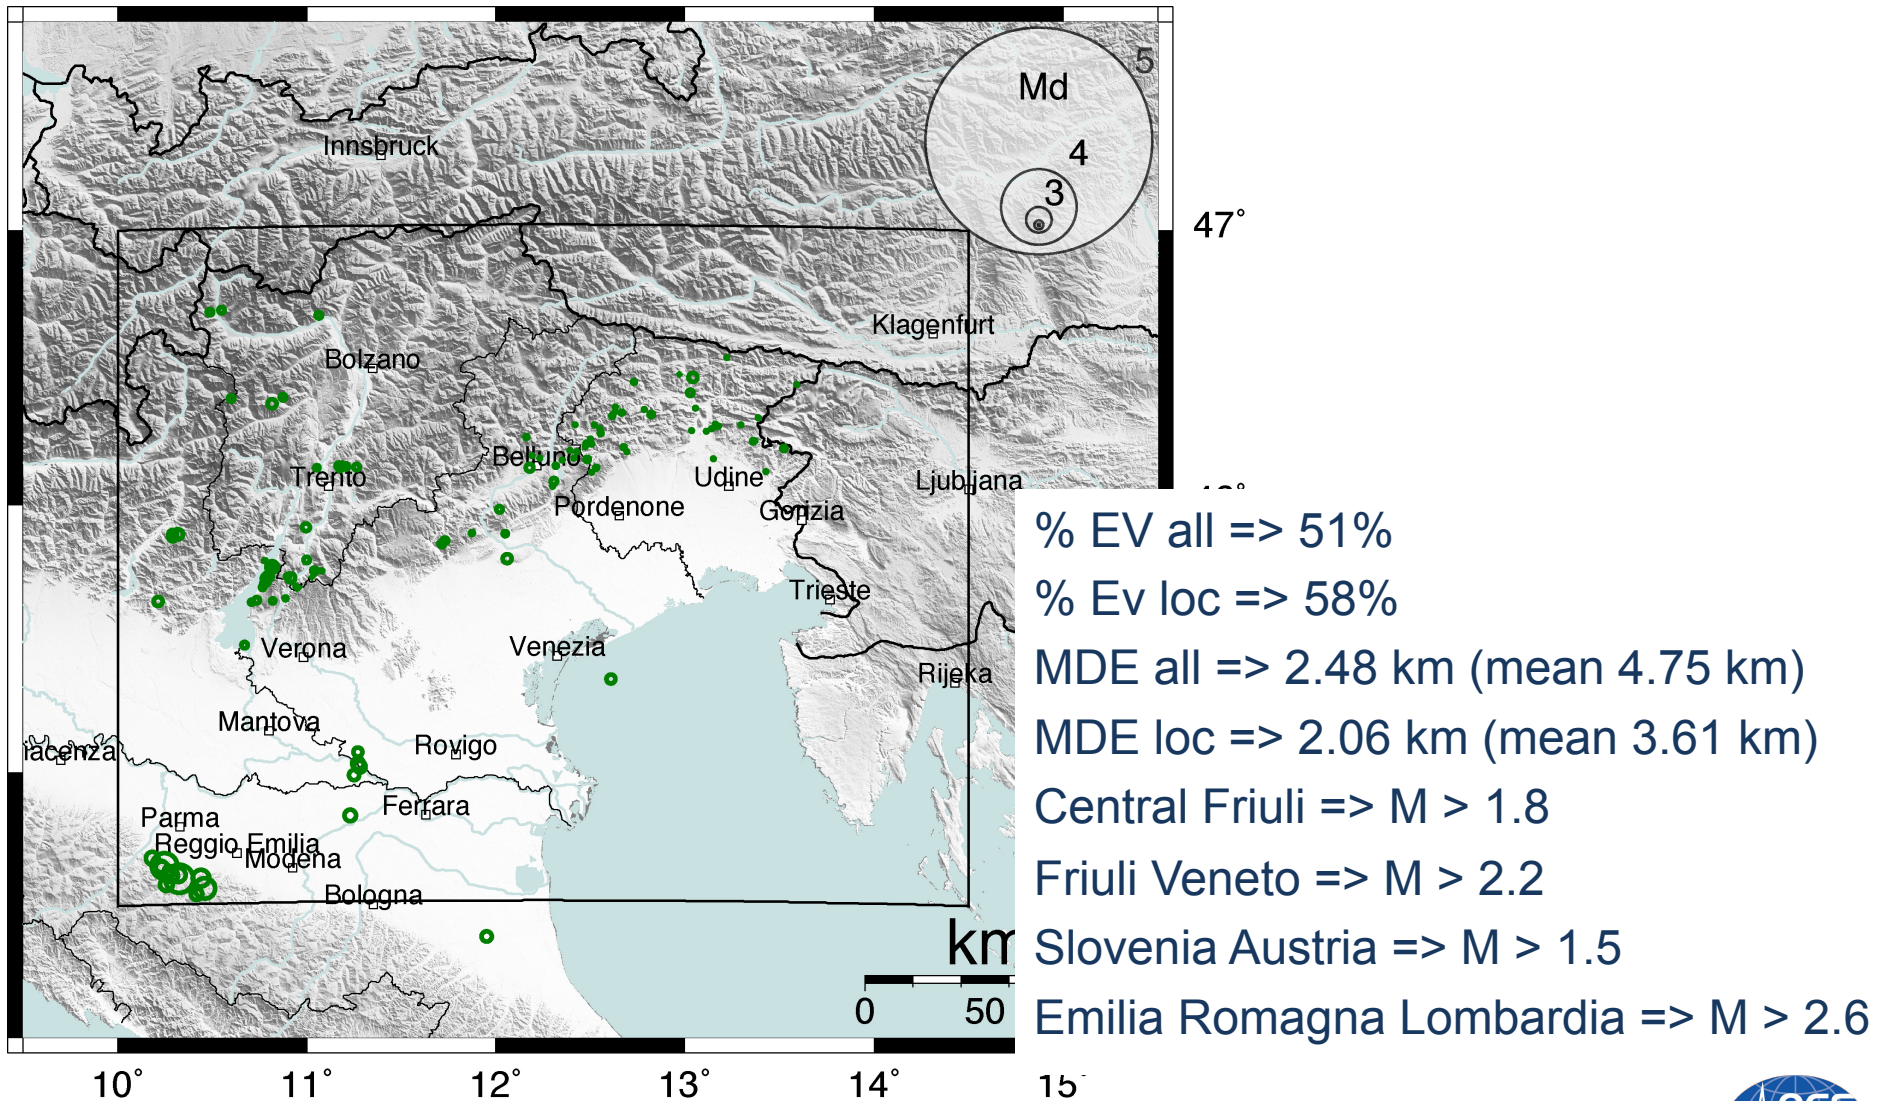 5
Md
4
3
Innsbruck
47°
Klagenfurt
Bolzano
Belluno
Trento
Udine
Ljubljana
Pordenone
Gorizia
% EV all => 51%
% Ev loc => 58%
Trieste
Verona
Venezia
MDE all => 2.48 km (mean 4.75 km)
Rijeka
Mantova
Rovigo
MDE loc => 2.06 km (mean 3.61 km)
iacenza
Ferrara
Central Friuli => M > 1.8
Parma
Reggio Emilia
Modena
Friuli Veneto => M > 2.2
Bologna
km
Slovenia Austria => M > 1.5
0 50
Emilia Romagna Lombardia => M > 2.6
10° 11° 12° 13° 14° 15°